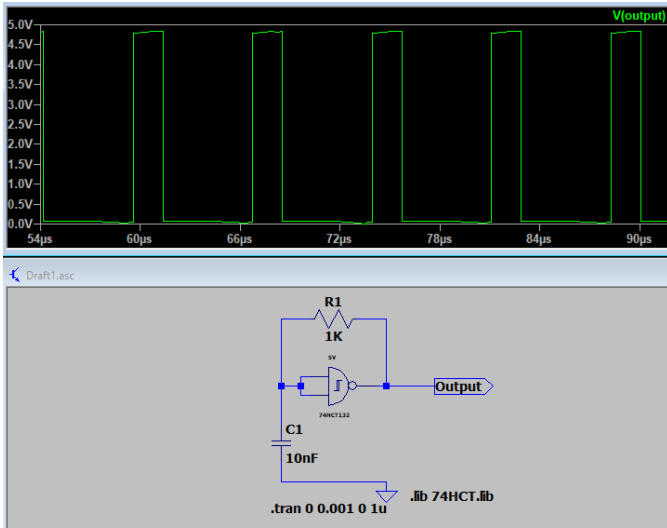 V(output)
5.0V
4.5V
4.0V
3.5V
3.0V
2.5V
2.0V
1.5V
1.0V
0.5V
0.0V
54µs 60µs 66µs 72µs 78µs 84µs 90µs
Draft1.asc
R1
1K
5V
Output
74HCT132
C1
10nF
.lib 74HCT.lib
.tran 0 0.001 0 1u